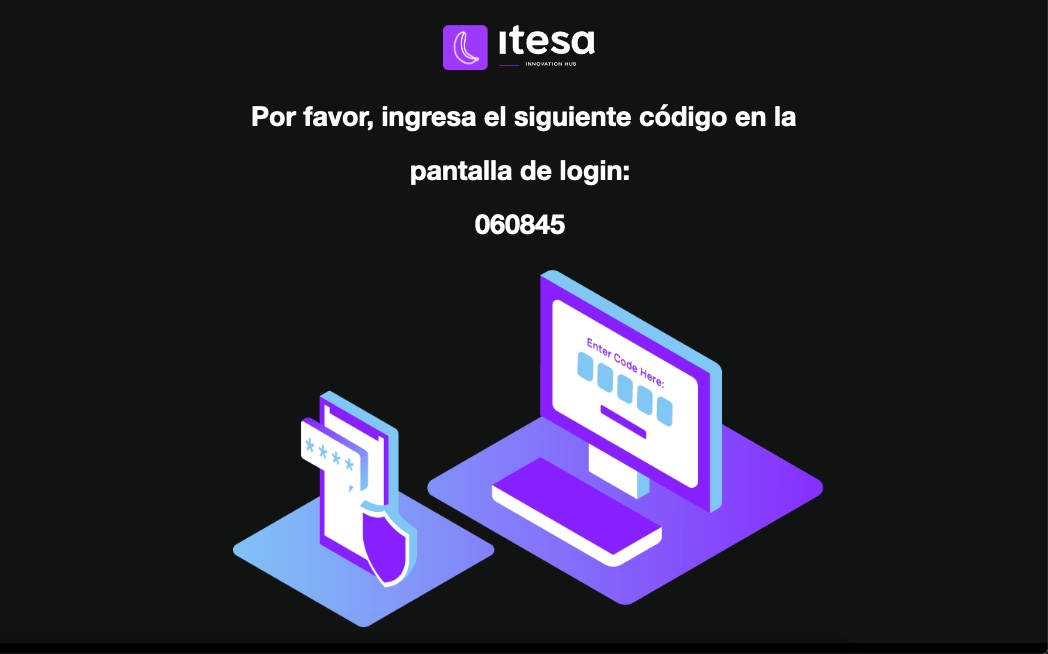 itesa
INNOVATION HUB
Por favor, ingresa el siguiente código en la
pantalla de login:
060845
Enter Code Here:
****